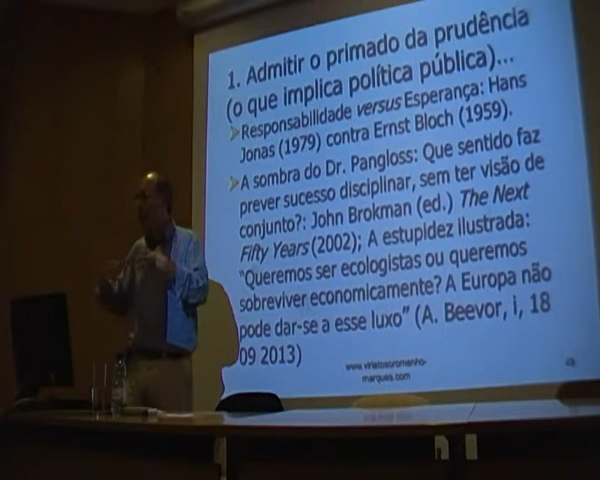 1. Admitir o primado da prudência
(o que implica política pública)...
Responsabilidade versus Esperança: Hans
Jonas (1979) contra Ernst Bloch (1959).
A sombra do Dr. Pangloss: Que sentido faz
prever sucesso disciplinar, sem ter visão de
conjunto?: John Brokman (ed.) The Next
Fifty Years (2002); A estupidez ilustrada:
“Queremos ser ecologistas ou queremos
sobreviver economicamente? A Europa não
pode dar-se a esse luxo” (A. Beevor, i, 18
09 2013)
www.viriatosoromenho-
marques.com